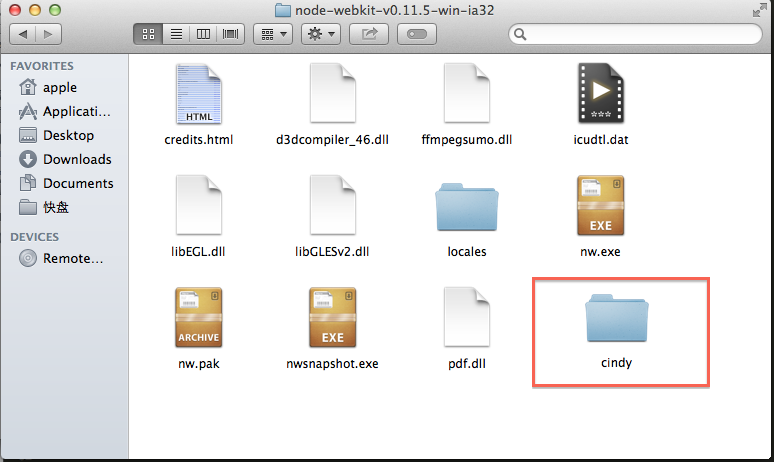 node-webkit-v0.11.5-win-ia32
FAVORITES
apple
Applicati...
Desktop
Downloads
Documents
快盘
DEVICES
Remote...
HTML
credits.html
d3dcompiler_46.dll
ffmpegsumo.dll
icudtl.dat
libEGL.dll
libGLESv2.dll
locales
EXE
nw.exe
ARCHIVE
nw.pak
EXE
nwsnapshot.exe
pdf.dll
cindy